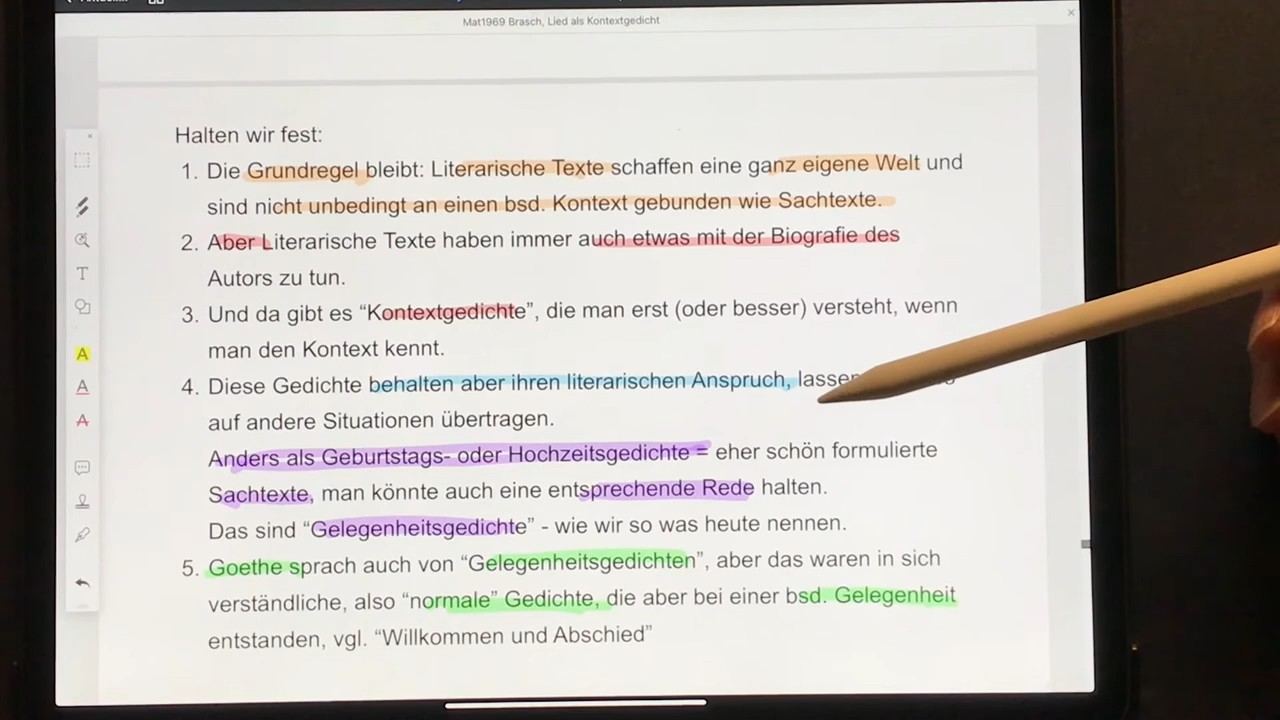 Mat1969 Brasch, Lied als Kontextgedicht
Halten wir fest:
1. Die Grundregel bleibt: Literarische Texte schaffen eine ganz eigene Welt und
sind nicht unbedingt an einen bsd. Kontext gebunden wie Sachtexte.
2. Aber Literarische Texte haben immer auch etwas mit der Biografie des
Autors zu tun.
3. Und da gibt es “Kontextgedichte”, die man erst (oder besser) versteht, wenn
man den Kontext kennt.
4. Diese Gedichte behalten aber ihren literarischen Anspruch,
auf andere Situationen übertragen.
Anders als Geburtstags- oder Hochzeitsgedichte = eher schön formulierte
Sachtexte, man könnte auch eine entsprechende Rede halten.
Das sind “Gelegenheitsgedichte” - wie wir so was heute nennen.
5. Goethe sprach auch von “Gelegenheitsgedichten”, aber das waren in sich
verständliche, also “normale” Gedichte, die aber bei einer bsd. Gelegenheit
entstanden, vgl. “Willkommen und Abschied”
T
A
A
A